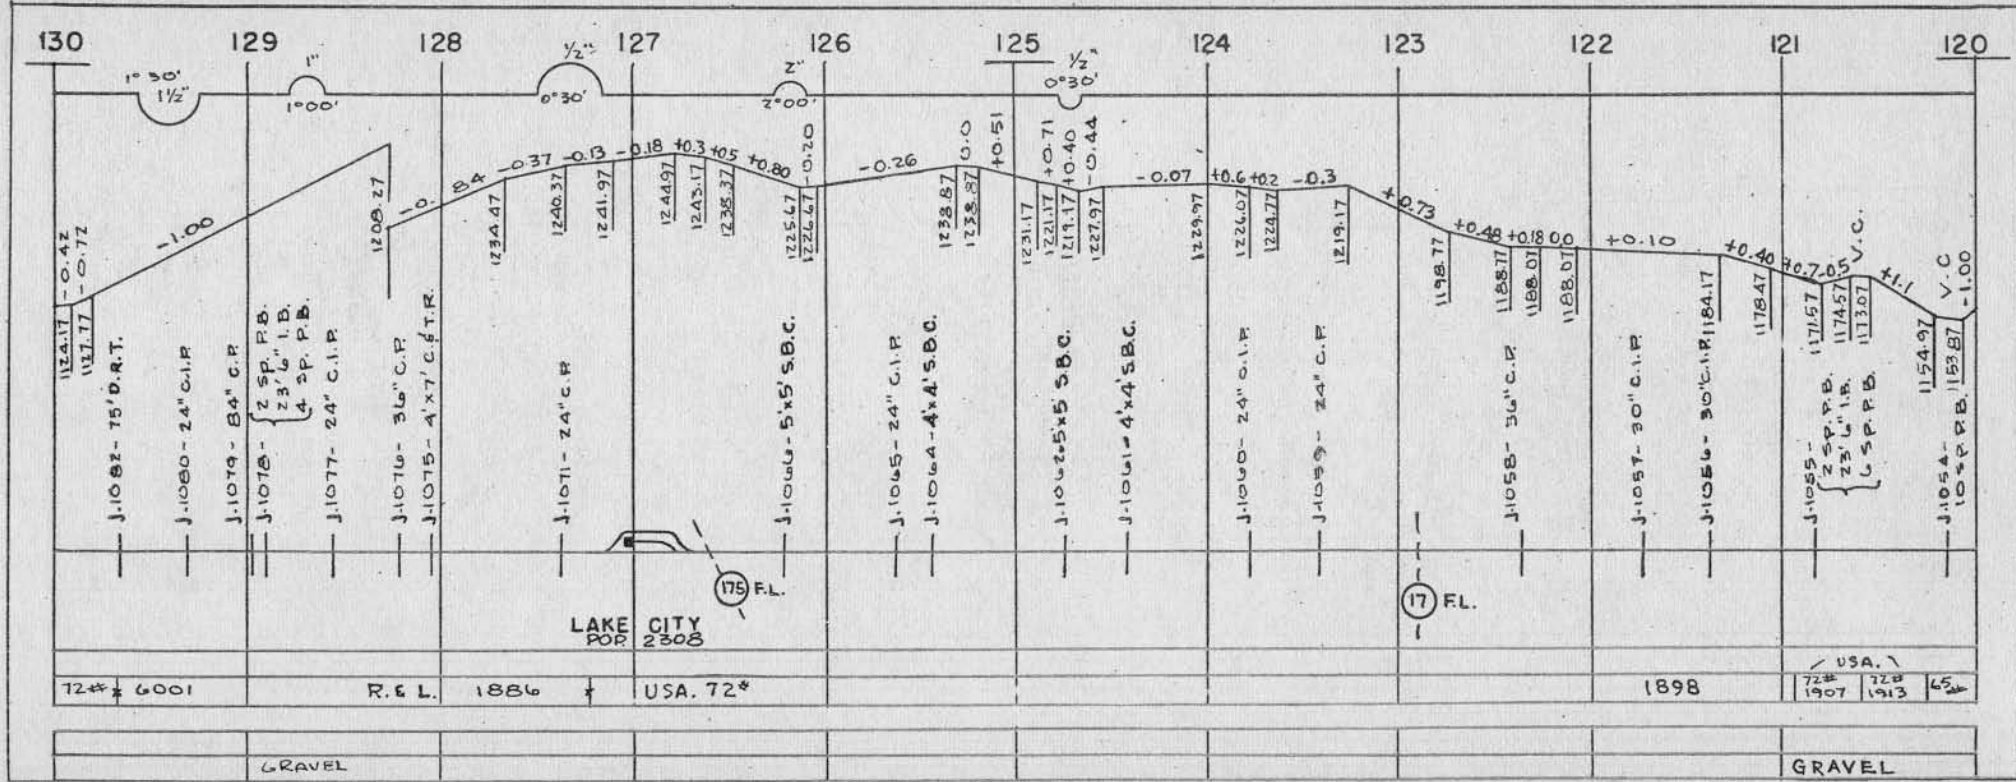 130 129 128 127 126 125 124 123 122 121 120
1° 30'
1½"
1"
1°00'
½"
0°30'
2"
2°00'
½"
0°30'
-0.42
-0.72
-1.00
-0.84
-0.37
-0.13
-0.18
+0.3
+0.5
+0.80
-0.20
-0.26
0.0
+0.51
+0.71
+0.40
-0.44
-0.07
+0.6
+0.2
-0.3
+0.73
+0.48
+0.18
0.0
+0.10
+0.40
+0.7
-0.5
V.C.
+1.1
V.C
-1.00
1124.17
1127.77
1208.27
1234.47
1240.37
1241.97
1244.97
1243.17
1238.37
1225.67
1226.67
1238.87
1238.87
1231.17
1221.17
1219.17
1227.97
1229.97
1226.07
1224.77
1219.17
1198.77
1188.77
1188.07
1188.07
1184.17
1178.47
1171.57
1174.57
1173.07
1154.97
1153.87
J-1082-75' D.R.T.
J-1080-24" C.I.P.
J-1079-84" C.P.
J-1078-
2 SP. P.B.
23' 6" I.B.
4 SP. P.B.
J-1077-24" C.I.P.
J-1076-36" C.P.
J-1075-4'x7' C.& T.R.
J-1071-24" C.P.
J-1066-5'x5' S.B.C.
J-1065-24" C.I.P.
J-1064-4'x4' S.B.C.
J-1062-5'x5' S.B.C.
J-1061-4'x4' S.B.C.
J-1060-24" C.I.P.
J-1059-24" C.P.
J-1058-36" C.P.
J-1057-30" C.I.P.
J-1056-30" C.I.P.
J-1055-
2 SP. P.B.
23' 6" I.B.
6 SP. P.B.
J-1054-
10 SP. P.B.
175 F.L.
17 F.L.
LAKE CITY
POP. 2308
USA.
72# 6001 R.& L. 1886 USA. 72# 1898 72# 1907 72# 1913 65#
GRAVEL GRAVEL